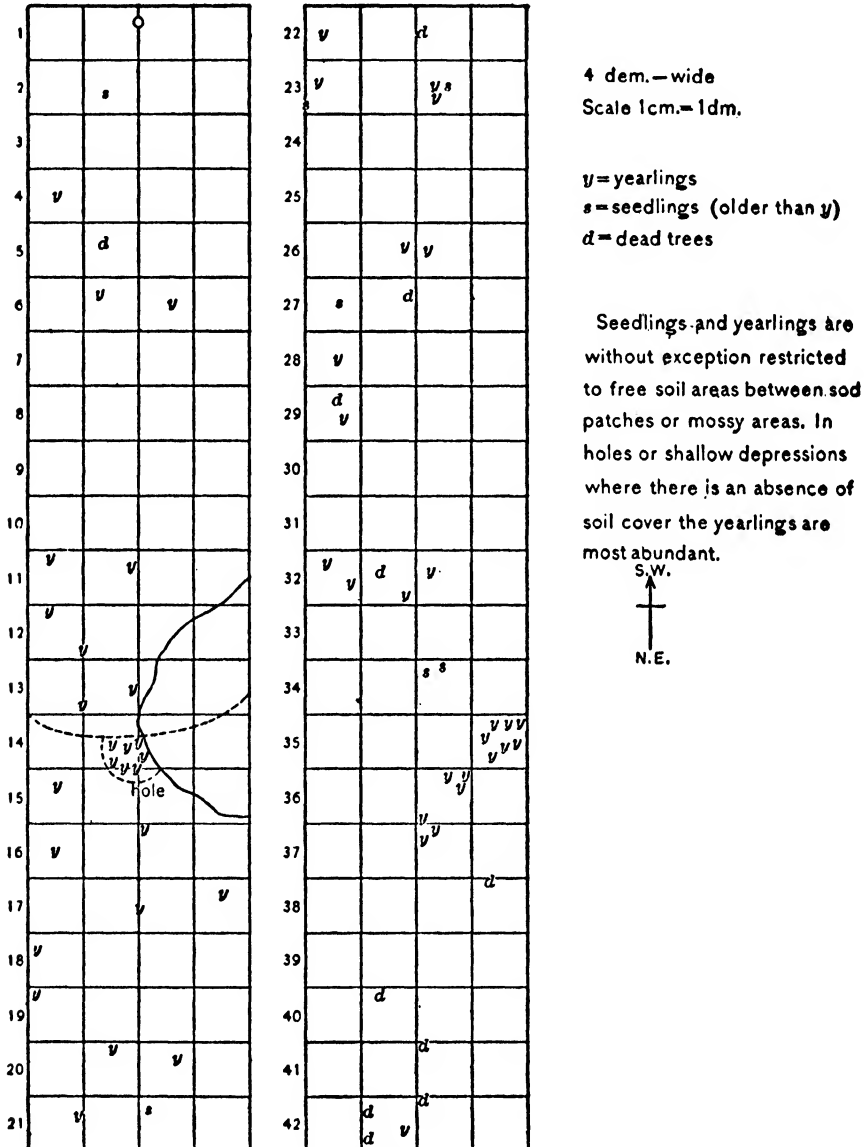 1
2 s
3
4 y
5 d
6 y y
7
8
9
10
11 y y
12 y y
13 y y
14 y y y y y y y
15 y hole
16 y y
17 y y
18 y
19 y
20 y y
21 y s
22 y d
23 y y s
s y
24
25
26 y y
27 d
s
28 y
29 d
y
30
31
32 y d y
y y
33
34 s s
35 y y y
y y y y
36 y y
y
37 y
y y
38 d
39
40 d
41 d
42 d
d
d y
4 dem.—wide
Scale 1cm.=1dm.
y=yearlings
s=seedlings (older than y)
d=dead trees
Seedlings and yearlings are
without exception restricted
to free soil areas between sod
patches or mossy areas. In
holes or shallow depressions
where there is an absence of
soil cover the yearlings are
most abundant.
S.W.
N.E.